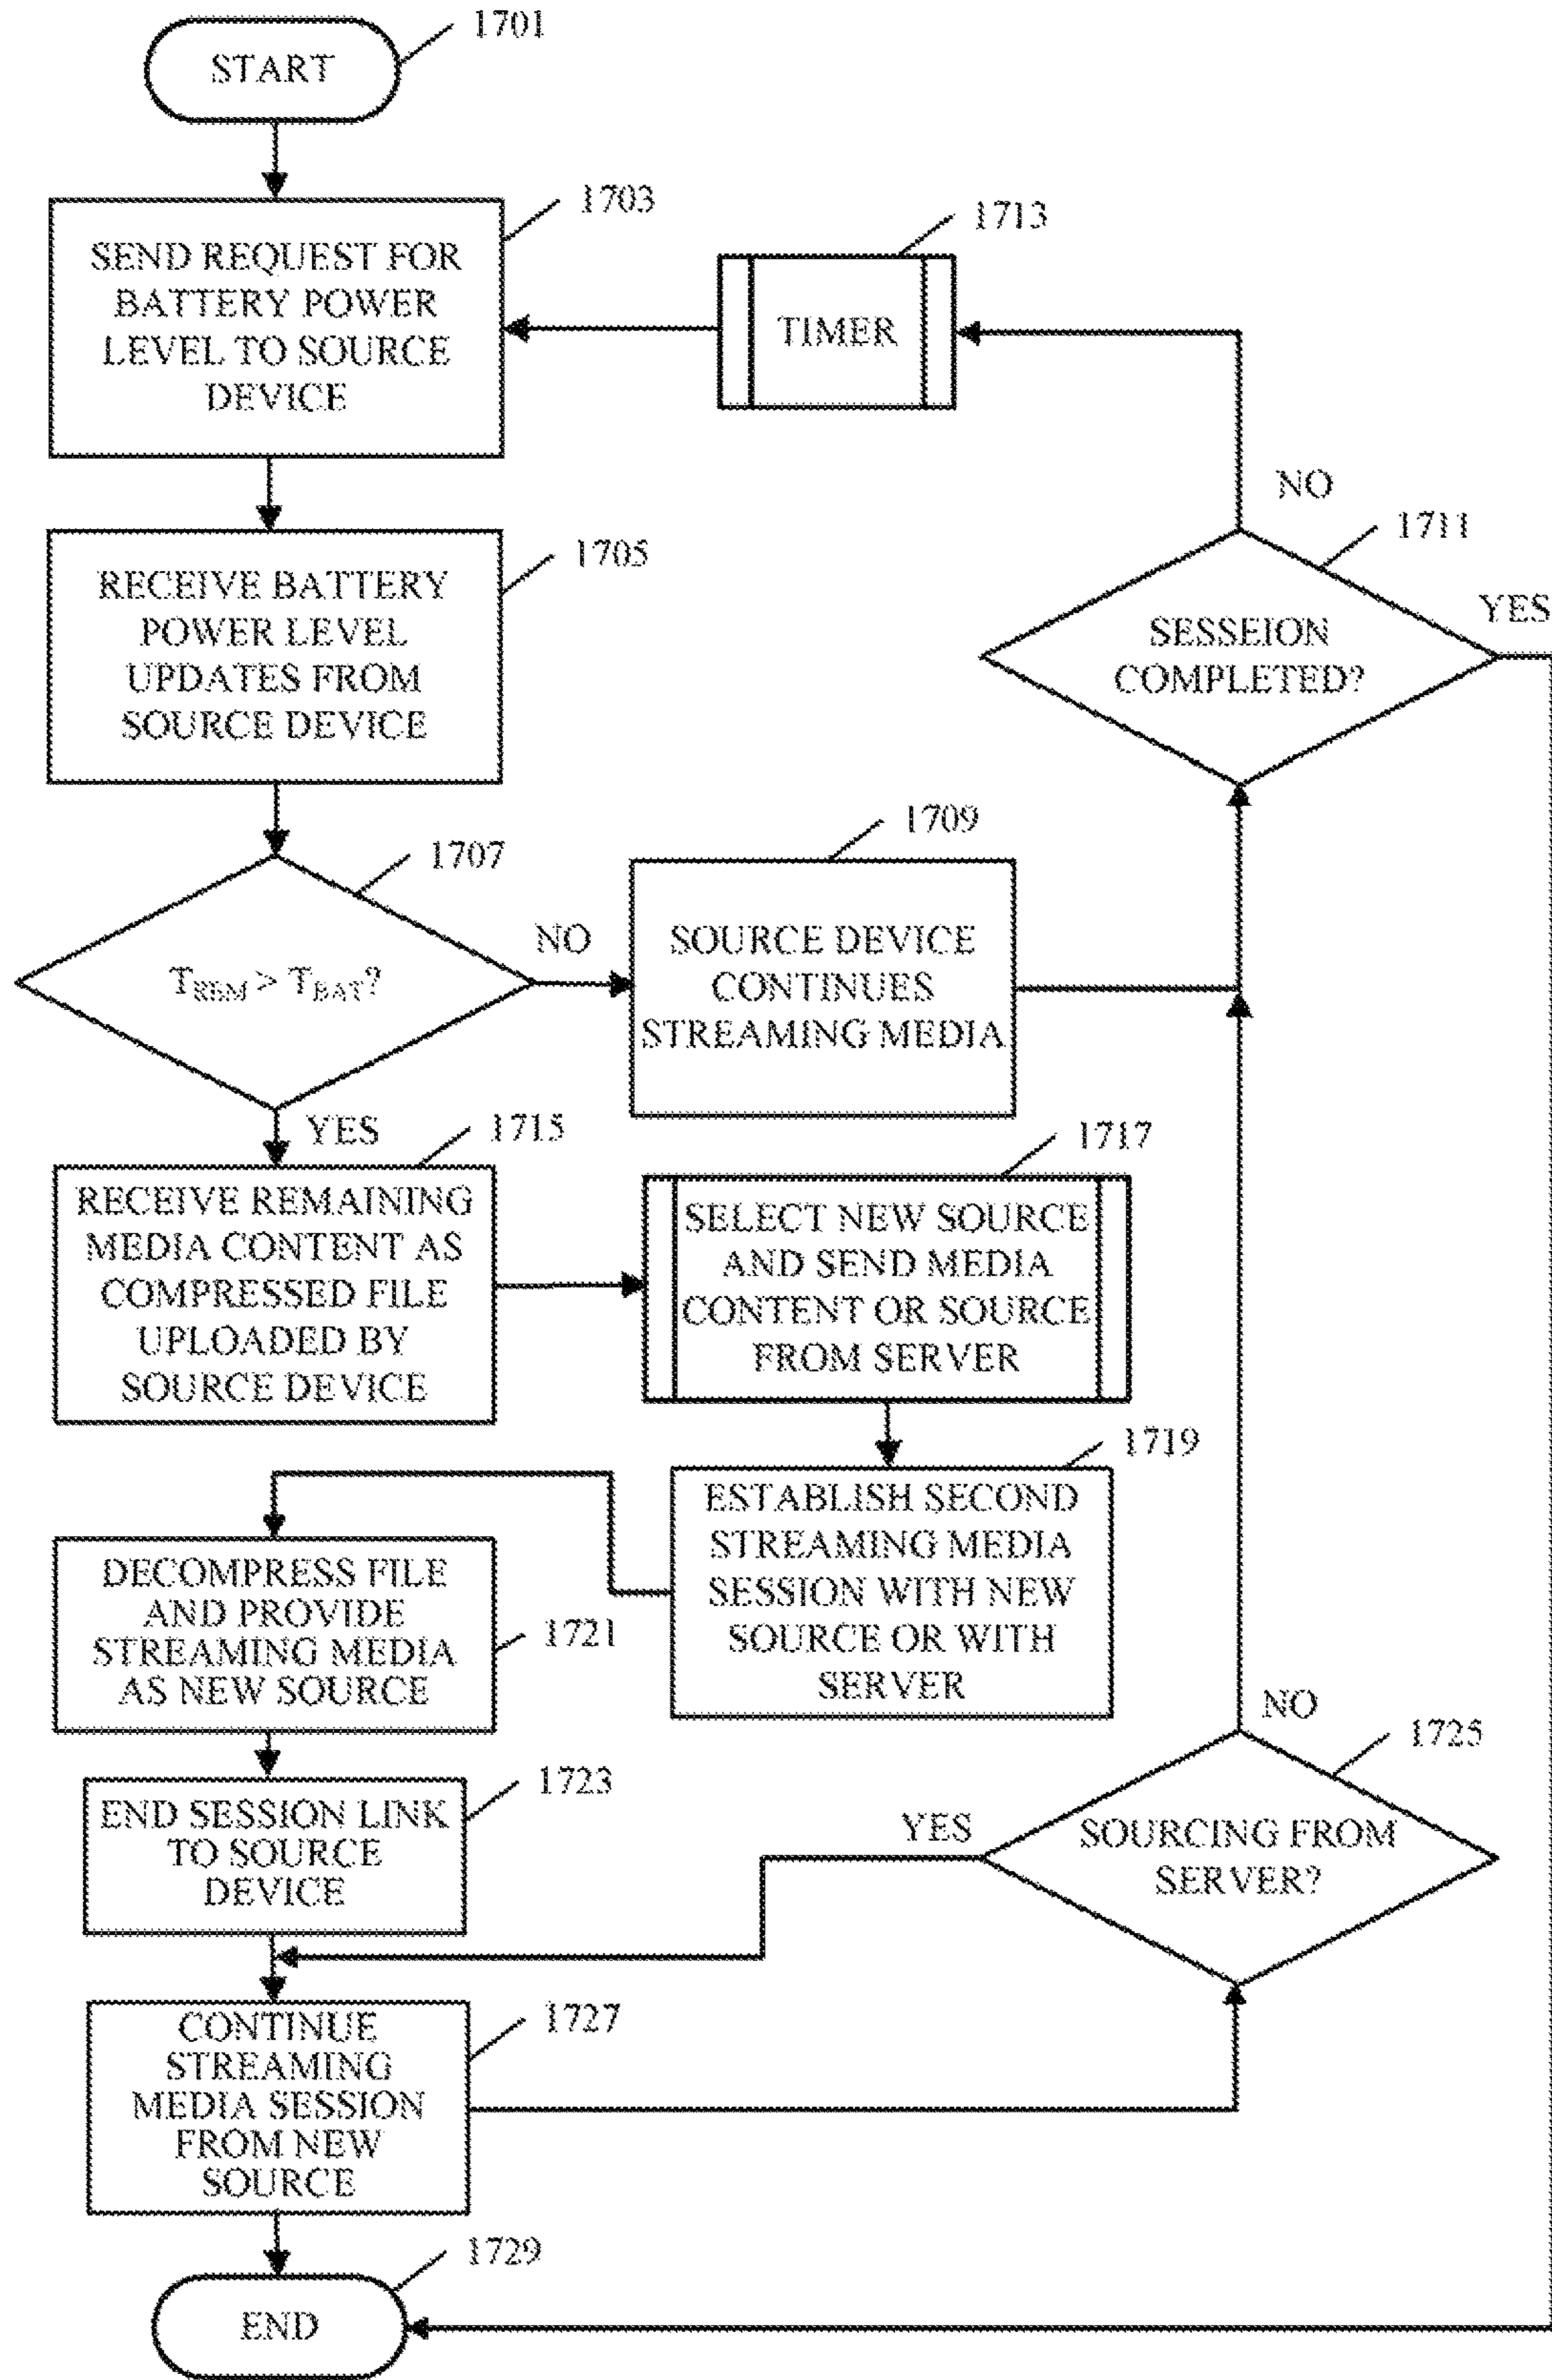 START
1701
SEND REQUEST FOR
BATTERY POWER
LEVEL TO SOURCE
DEVICE
1703
TIMER
1713
RECEIVE BATTERY
POWER LEVEL
UPDATES FROM
SOURCE DEVICE
1705
NO
1711
SESSEION
COMPLETED?
YES
T_REM > T_BAT?
1707
NO
SOURCE DEVICE
CONTINUES
STREAMING MEDIA
1709
YES
RECEIVE REMAINING
MEDIA CONTENT AS
COMPRESSED FILE
UPLOADED BY
SOURCE DEVICE
1715
SELECT NEW SOURCE
AND SEND MEDIA
CONTENT OR SOURCE
FROM SERVER
1717
ESTABLISH SECOND
STREAMING MEDIA
SESSION WITH NEW
SOURCE OR WITH
SERVER
1719
DECOMPRESS FILE
AND PROVIDE
STREAMING MEDIA
AS NEW SOURCE
1721
END SESSION LINK
TO SOURCE
DEVICE
1723
NO
1725
YES
SOURCING FROM
SERVER?
CONTINUE
STREAMING
MEDIA SESSION
FROM NEW
SOURCE
1727
END
1729